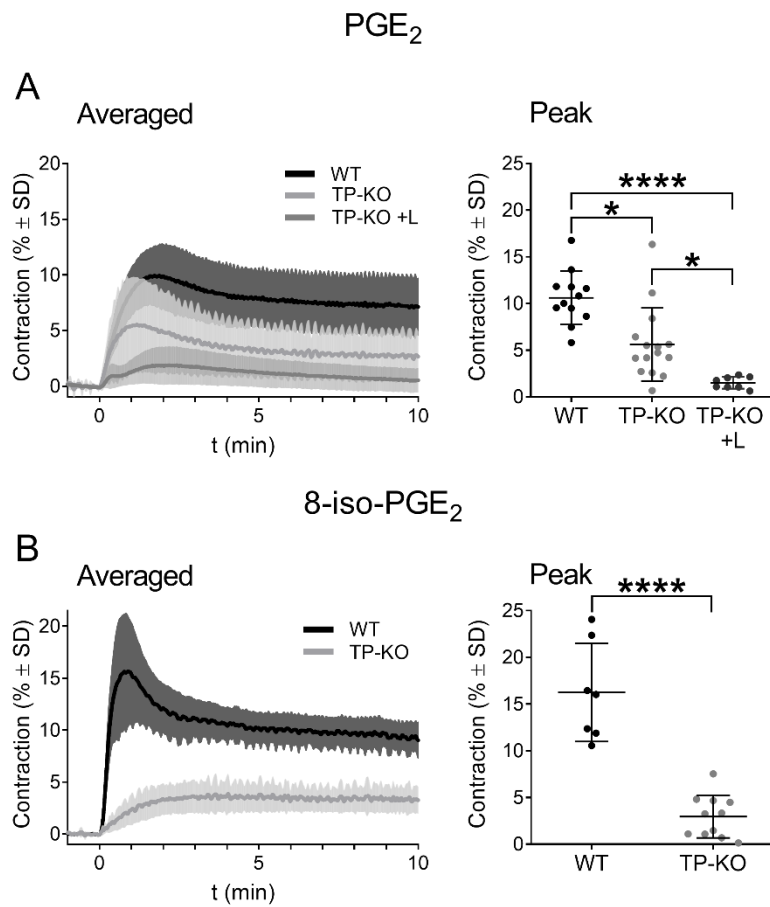 PGE₂
A
Averaged
Contraction (% ± SD)
20
15
10
5
0
WT
TP-KO
TP-KO +L
0
5
10
t (min)
Peak
Contraction (% ± SD)
25
20
15
10
5
0
****
*
*
WT
TP-KO
TP-KO
+L
8-iso-PGE₂
B
Averaged
Contraction (% ± SD)
20
15
10
5
0
WT
TP-KO
0
5
10
t (min)
Peak
Contraction (% ± SD)
25
20
15
10
5
0
****
WT
TP-KO